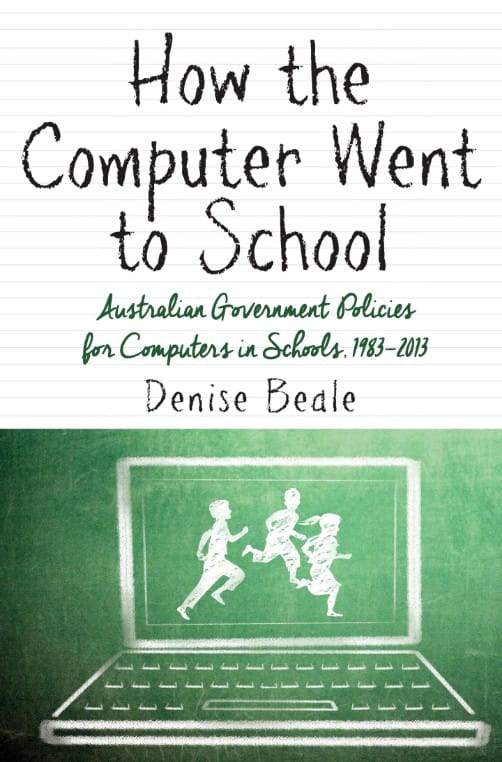 How the
Computer Went
to School
Australian Government Policies
for Computers in Schools, 1983–2013
Denise Beale